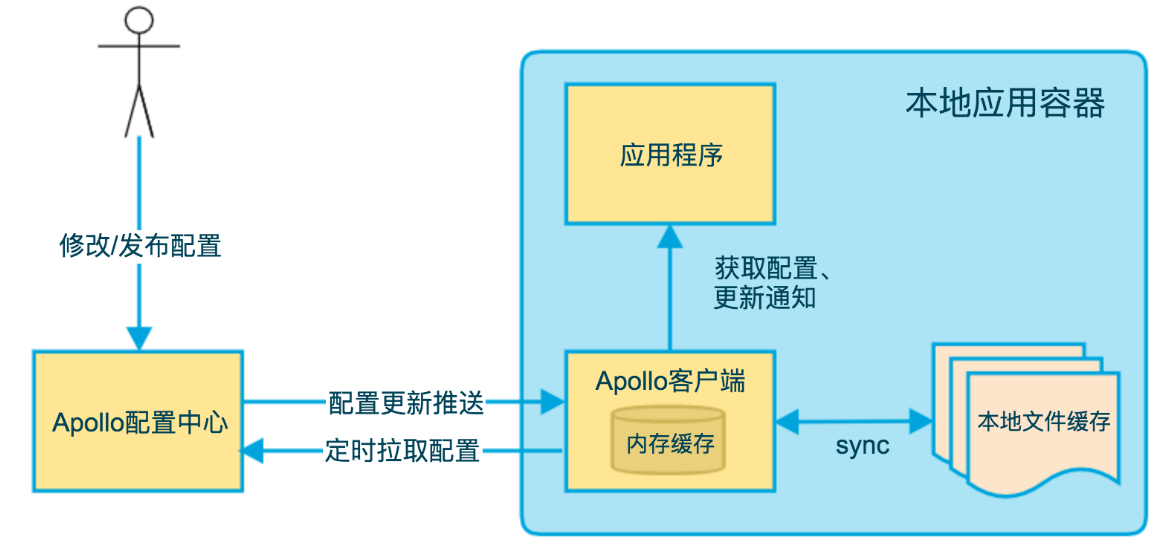 本地应用容器
应用程序
修改/发布配置
获取配置、
更新通知
Apollo客户端
配置更新推送
Apollo配置中心
内存缓存
本地文件缓存
定时拉取配置
sync